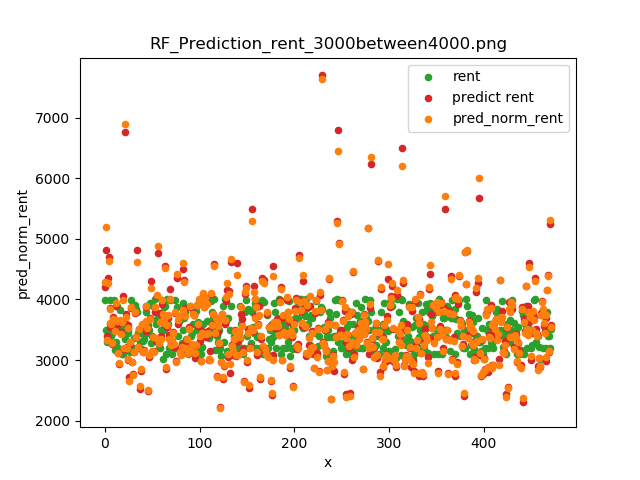 RF_Prediction_rent_3000between4000.png
rent
predict rent
pred_norm_rent
pred_norm_rent
7000
6000
5000
4000
3000
2000
0 100 200 300 400
x